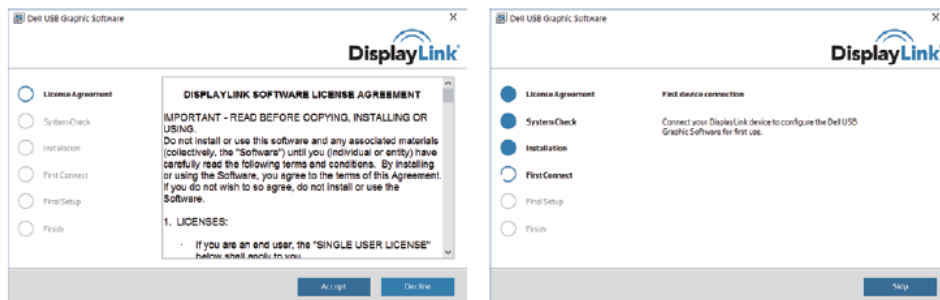 Dell USB Graphic Software
X
DisplayLink
Licence Agreement
System Check
Installation
First Connect
Final Setup
Finish
DISPLAYLINK SOFTWARE LICENSE AGREEMENT
IMPORTANT - READ BEFORE COPYING, INSTALLING OR
USING.
Do not install or use this software and any associated materials
(collectively, the "Software") until you (individual or entity) have
carefully read the following terms and conditions. By installing
or using the Software, you agree to the terms of this Agreement.
If you do not wish to so agree, do not install or use the
Software.
1. LICENSES:
· If you are an end user, the "SINGLE USER LICENSE"
below shall apply to you
Accept
Decline
Dell USB Graphic Software
X
DisplayLink
Licence Agreement
System Check
Installation
First Connect
Final Setup
Finish
First device connection
Connect your DisplayLink device to configure the Dell USB
Graphic Software for first use.
Skip